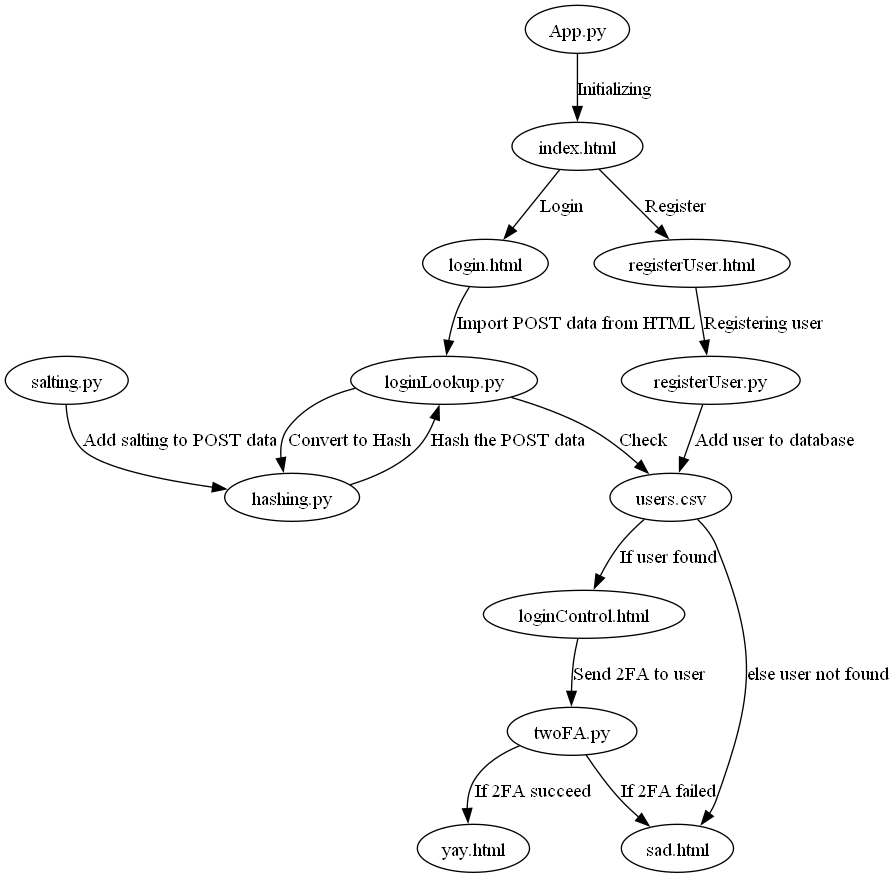 App.py
Initializing
index.html
Login
Register
login.html
registerUser.html
Import POST data from HTML
Registering user
salting.py
loginLookup.py
registerUser.py
Add salting to POST data
Convert to Hash
Hash the POST data
Check
Add user to database
hashing.py
users.csv
If user found
loginControl.html
Send 2FA to user
else user not found
twoFA.py
If 2FA succeed
If 2FA failed
yay.html
sad.html